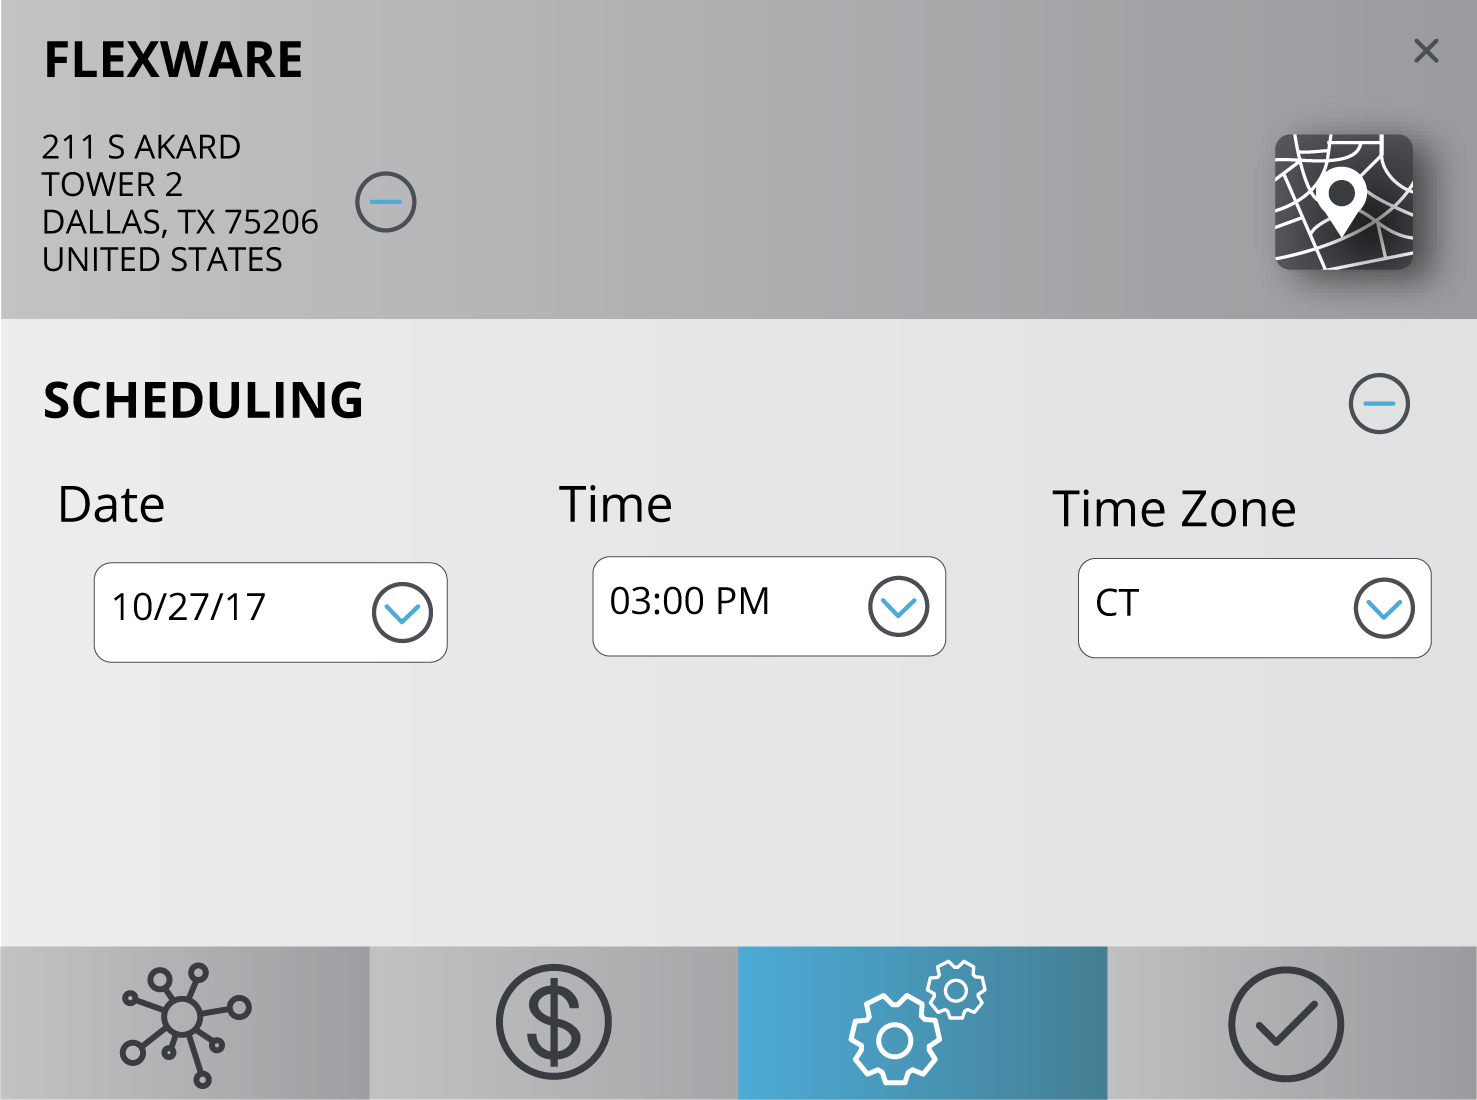 FLEXWARE
211 S AKARD
TOWER 2
DALLAS, TX 75206
UNITED STATES
SCHEDULING
Date
Time
Time Zone
10/27/17
03:00 PM
CT
$